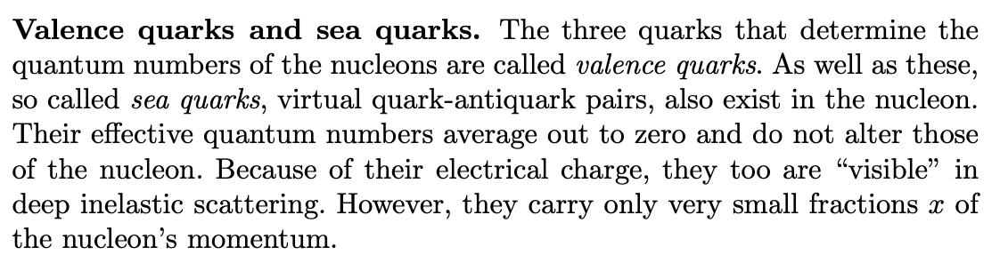 Valence quarks and sea quarks. The three quarks that determine the
quantum numbers of the nucleons are called valence quarks. As well as these,
so called sea quarks, virtual quark-antiquark pairs, also exist in the nucleon.
Their effective quantum numbers average out to zero and do not alter those
of the nucleon. Because of their electrical charge, they too are “visible” in
deep inelastic scattering. However, they carry only very small fractions x of
the nucleon’s momentum.